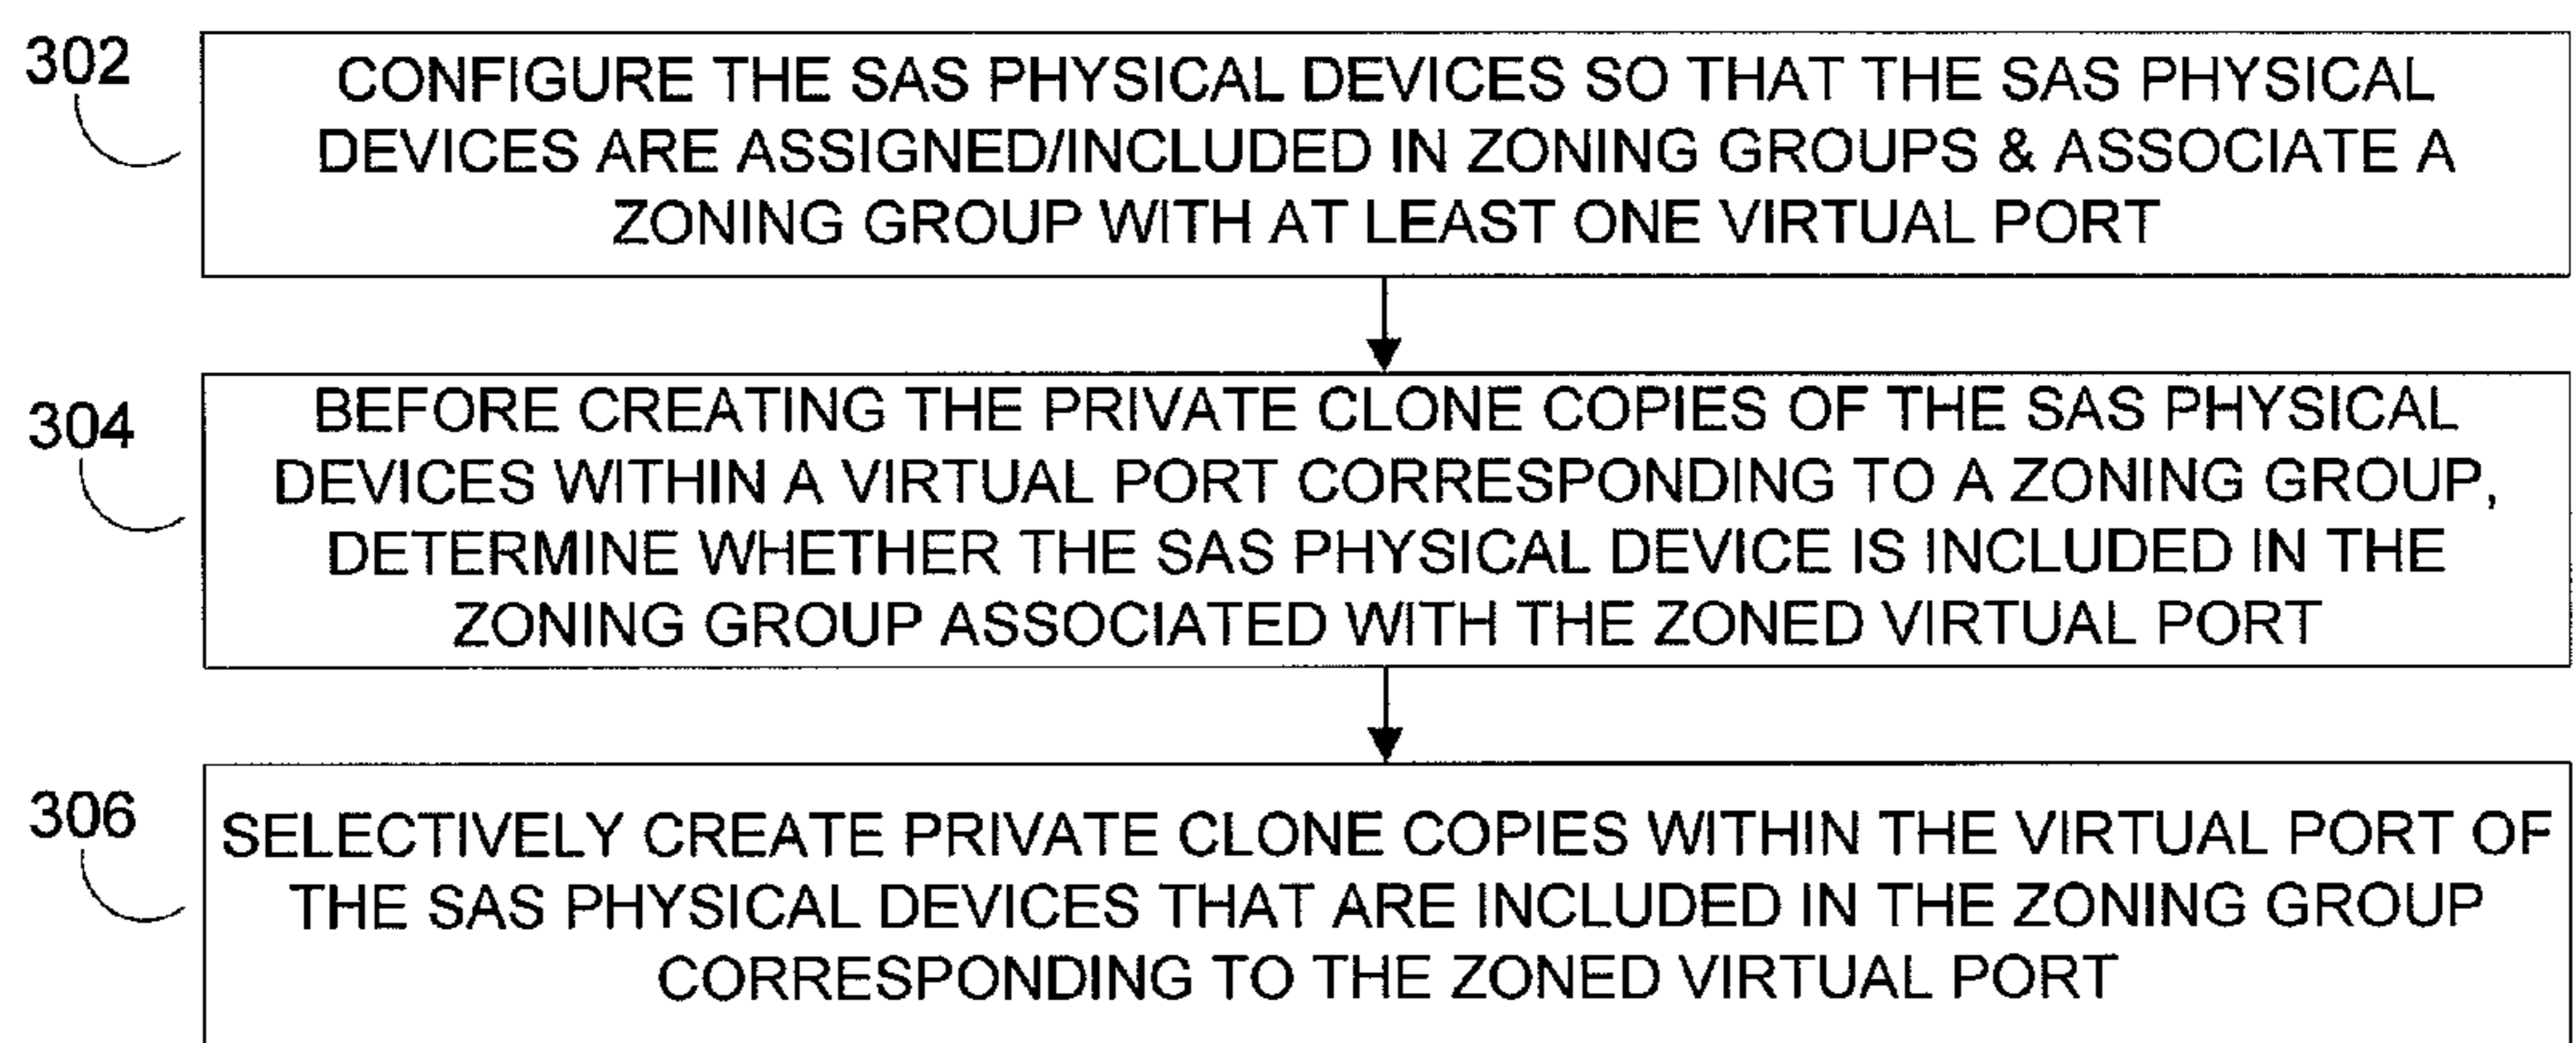 302
CONFIGURE THE SAS PHYSICAL DEVICES SO THAT THE SAS PHYSICAL
DEVICES ARE ASSIGNED/INCLUDED IN ZONING GROUPS & ASSOCIATE A
ZONING GROUP WITH AT LEAST ONE VIRTUAL PORT
304
BEFORE CREATING THE PRIVATE CLONE COPIES OF THE SAS PHYSICAL
DEVICES WITHIN A VIRTUAL PORT CORRESPONDING TO A ZONING GROUP,
DETERMINE WHETHER THE SAS PHYSICAL DEVICE IS INCLUDED IN THE
ZONING GROUP ASSOCIATED WITH THE ZONED VIRTUAL PORT
306
SELECTIVELY CREATE PRIVATE CLONE COPIES WITHIN THE VIRTUAL PORT OF
THE SAS PHYSICAL DEVICES THAT ARE INCLUDED IN THE ZONING GROUP
CORRESPONDING TO THE ZONED VIRTUAL PORT